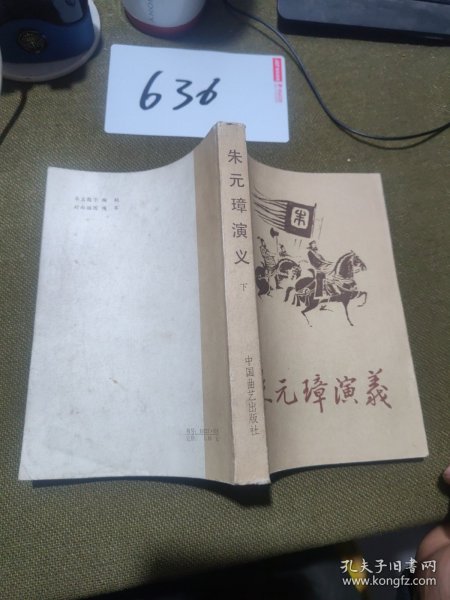 636
朱元璋演义
下
中国曲艺出版社
朱
元璋演義
孔夫子旧书网
www.kongfz.com